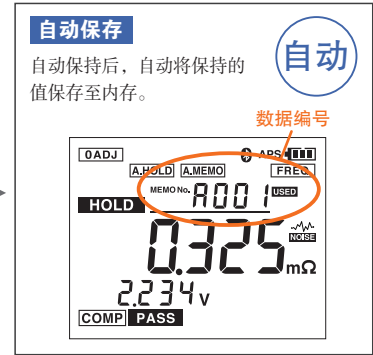 自动保存
自动保持后，自动将保持的
值保存至内存。
自动
数据编号
0ADJ
APS
A.HOLD A.MEMO FREQ
MEMO No. A001 USED
HOLD
0.325 NOISE
mΩ
2.234 V
COMP PASS